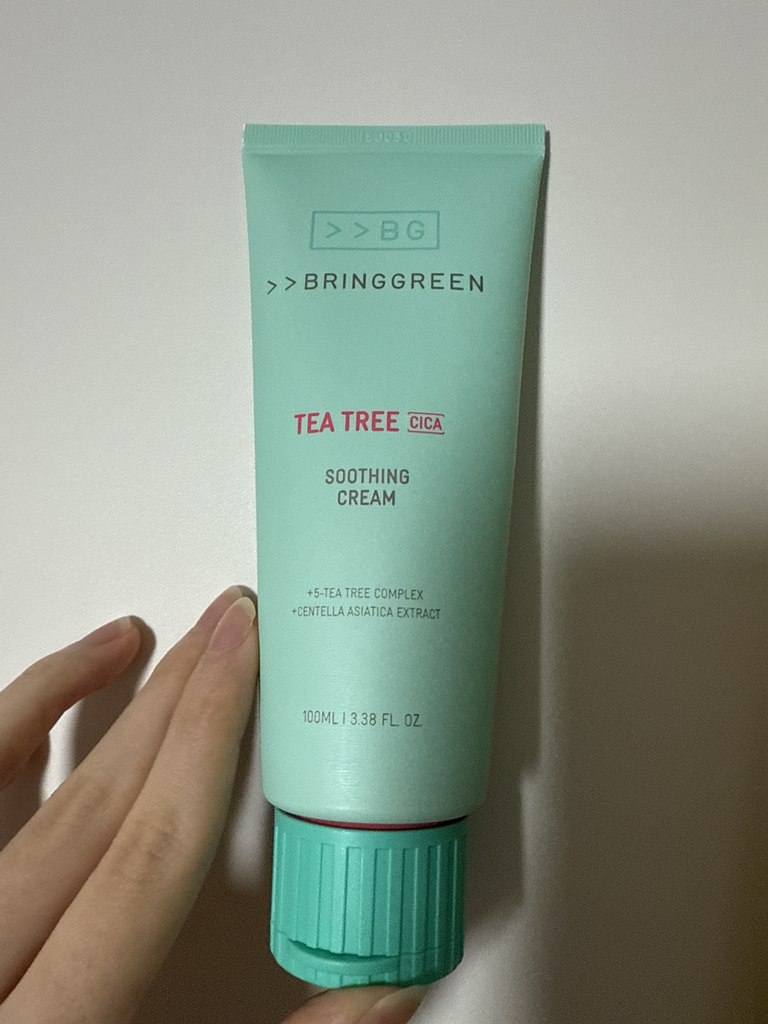 >>BG
>>BRINGGREEN
TEA TREE CICA
SOOTHING
CREAM
+5-TEA TREE COMPLEX
+CENTELLA ASIATICA EXTRACT
100ML I 3.38 FL. OZ.